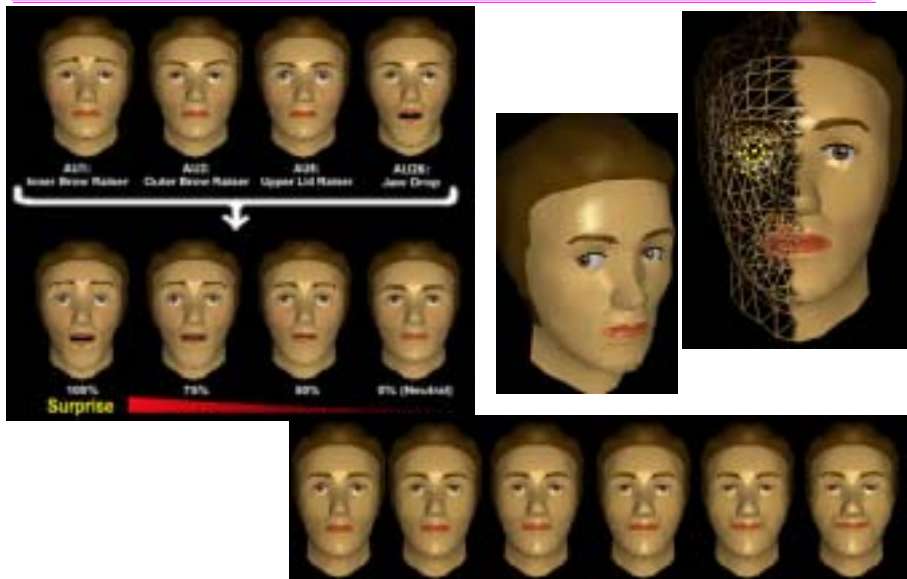 AU1: AU2: AU5: AU26:
Inner Brow Raiser Outer Brow Raiser Upper Lid Raiser Jaw Drop
100% 75% 50% 0% (Neutral)
Surprise